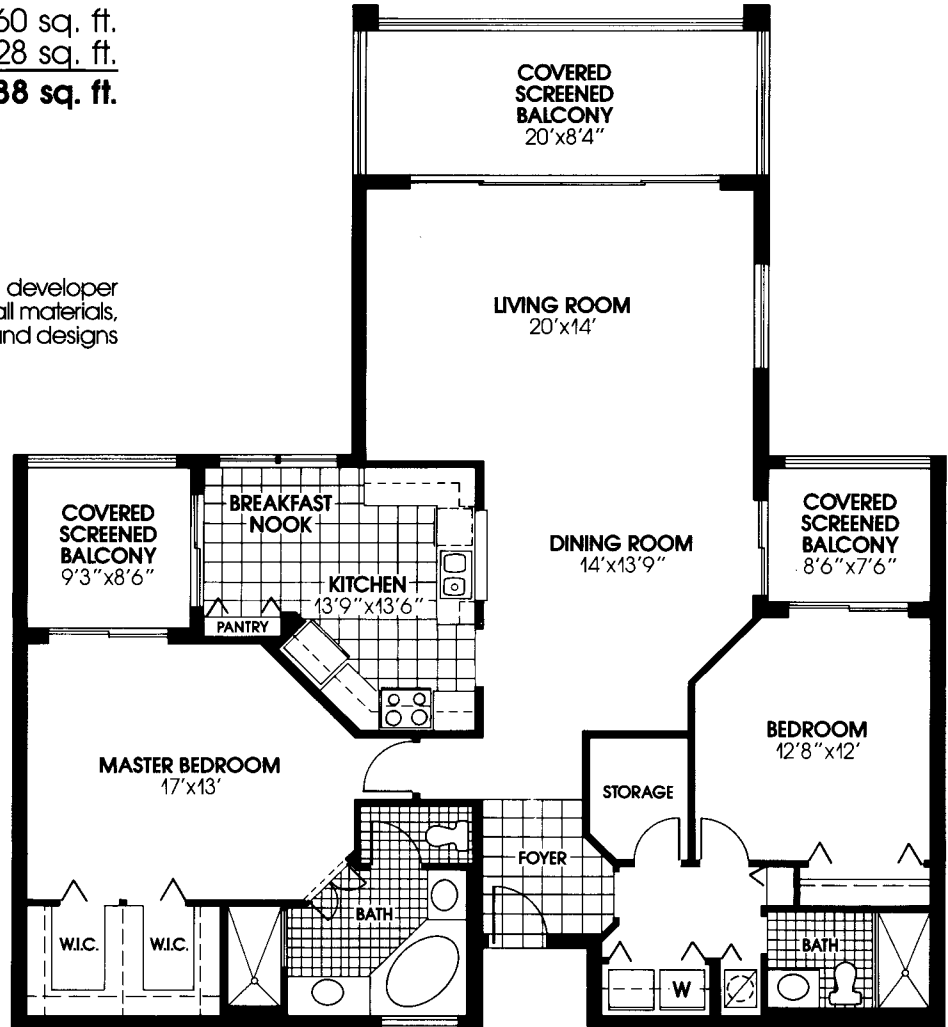 60 sq. ft.
28 sq. ft.
38 sq. ft.
developer
all materials,
and designs
COVERED
SCREENED
BALCONY
20'x8'4"
LIVING ROOM
20'x14'
COVERED
SCREENED
BALCONY
9'3"x8'6"
BREAKFAST
NOOK
KITCHEN
13'9"x13'6"
PANTRY
DINING ROOM
14'x13'9"
COVERED
SCREENED
BALCONY
8'6"x7'6"
MASTER BEDROOM
17'x13'
BEDROOM
12'8"x12'
STORAGE
FOYER
BATH
W.I.C.
W.I.C.
BATH
W